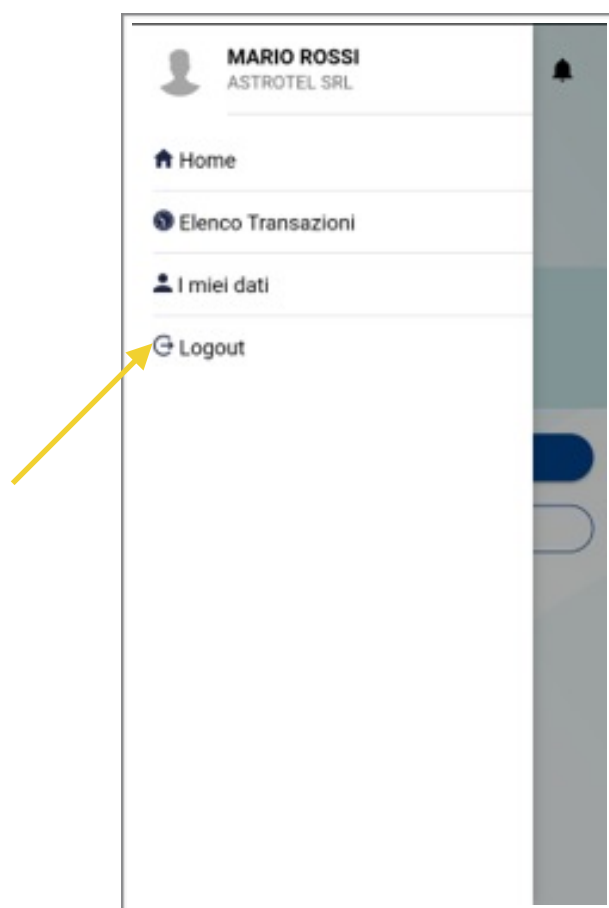 MARIO ROSSI
ASTROTEL SRL
Home
Elenco Transazioni
I miei dati
Logout